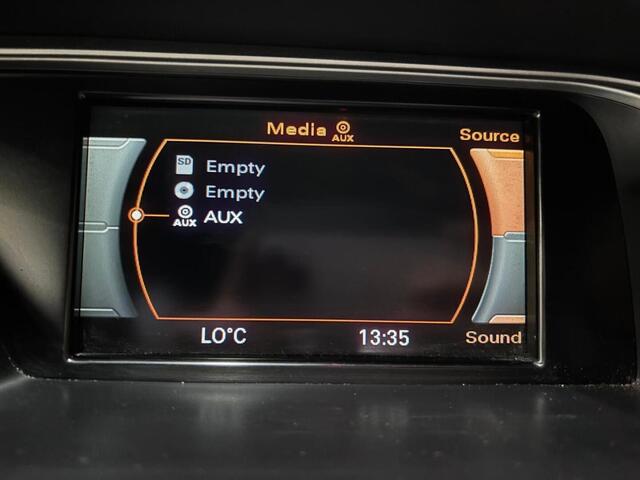 Media AUX
Source
SD Empty
Empty
AUX AUX
LO°C
13:35
Sound